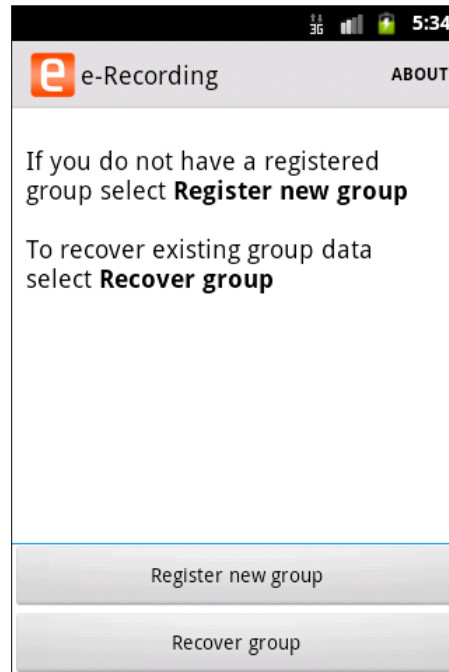 3G 5:34
e e-Recording ABOUT
If you do not have a registered
group select Register new group
To recover existing group data
select Recover group
Register new group
Recover group